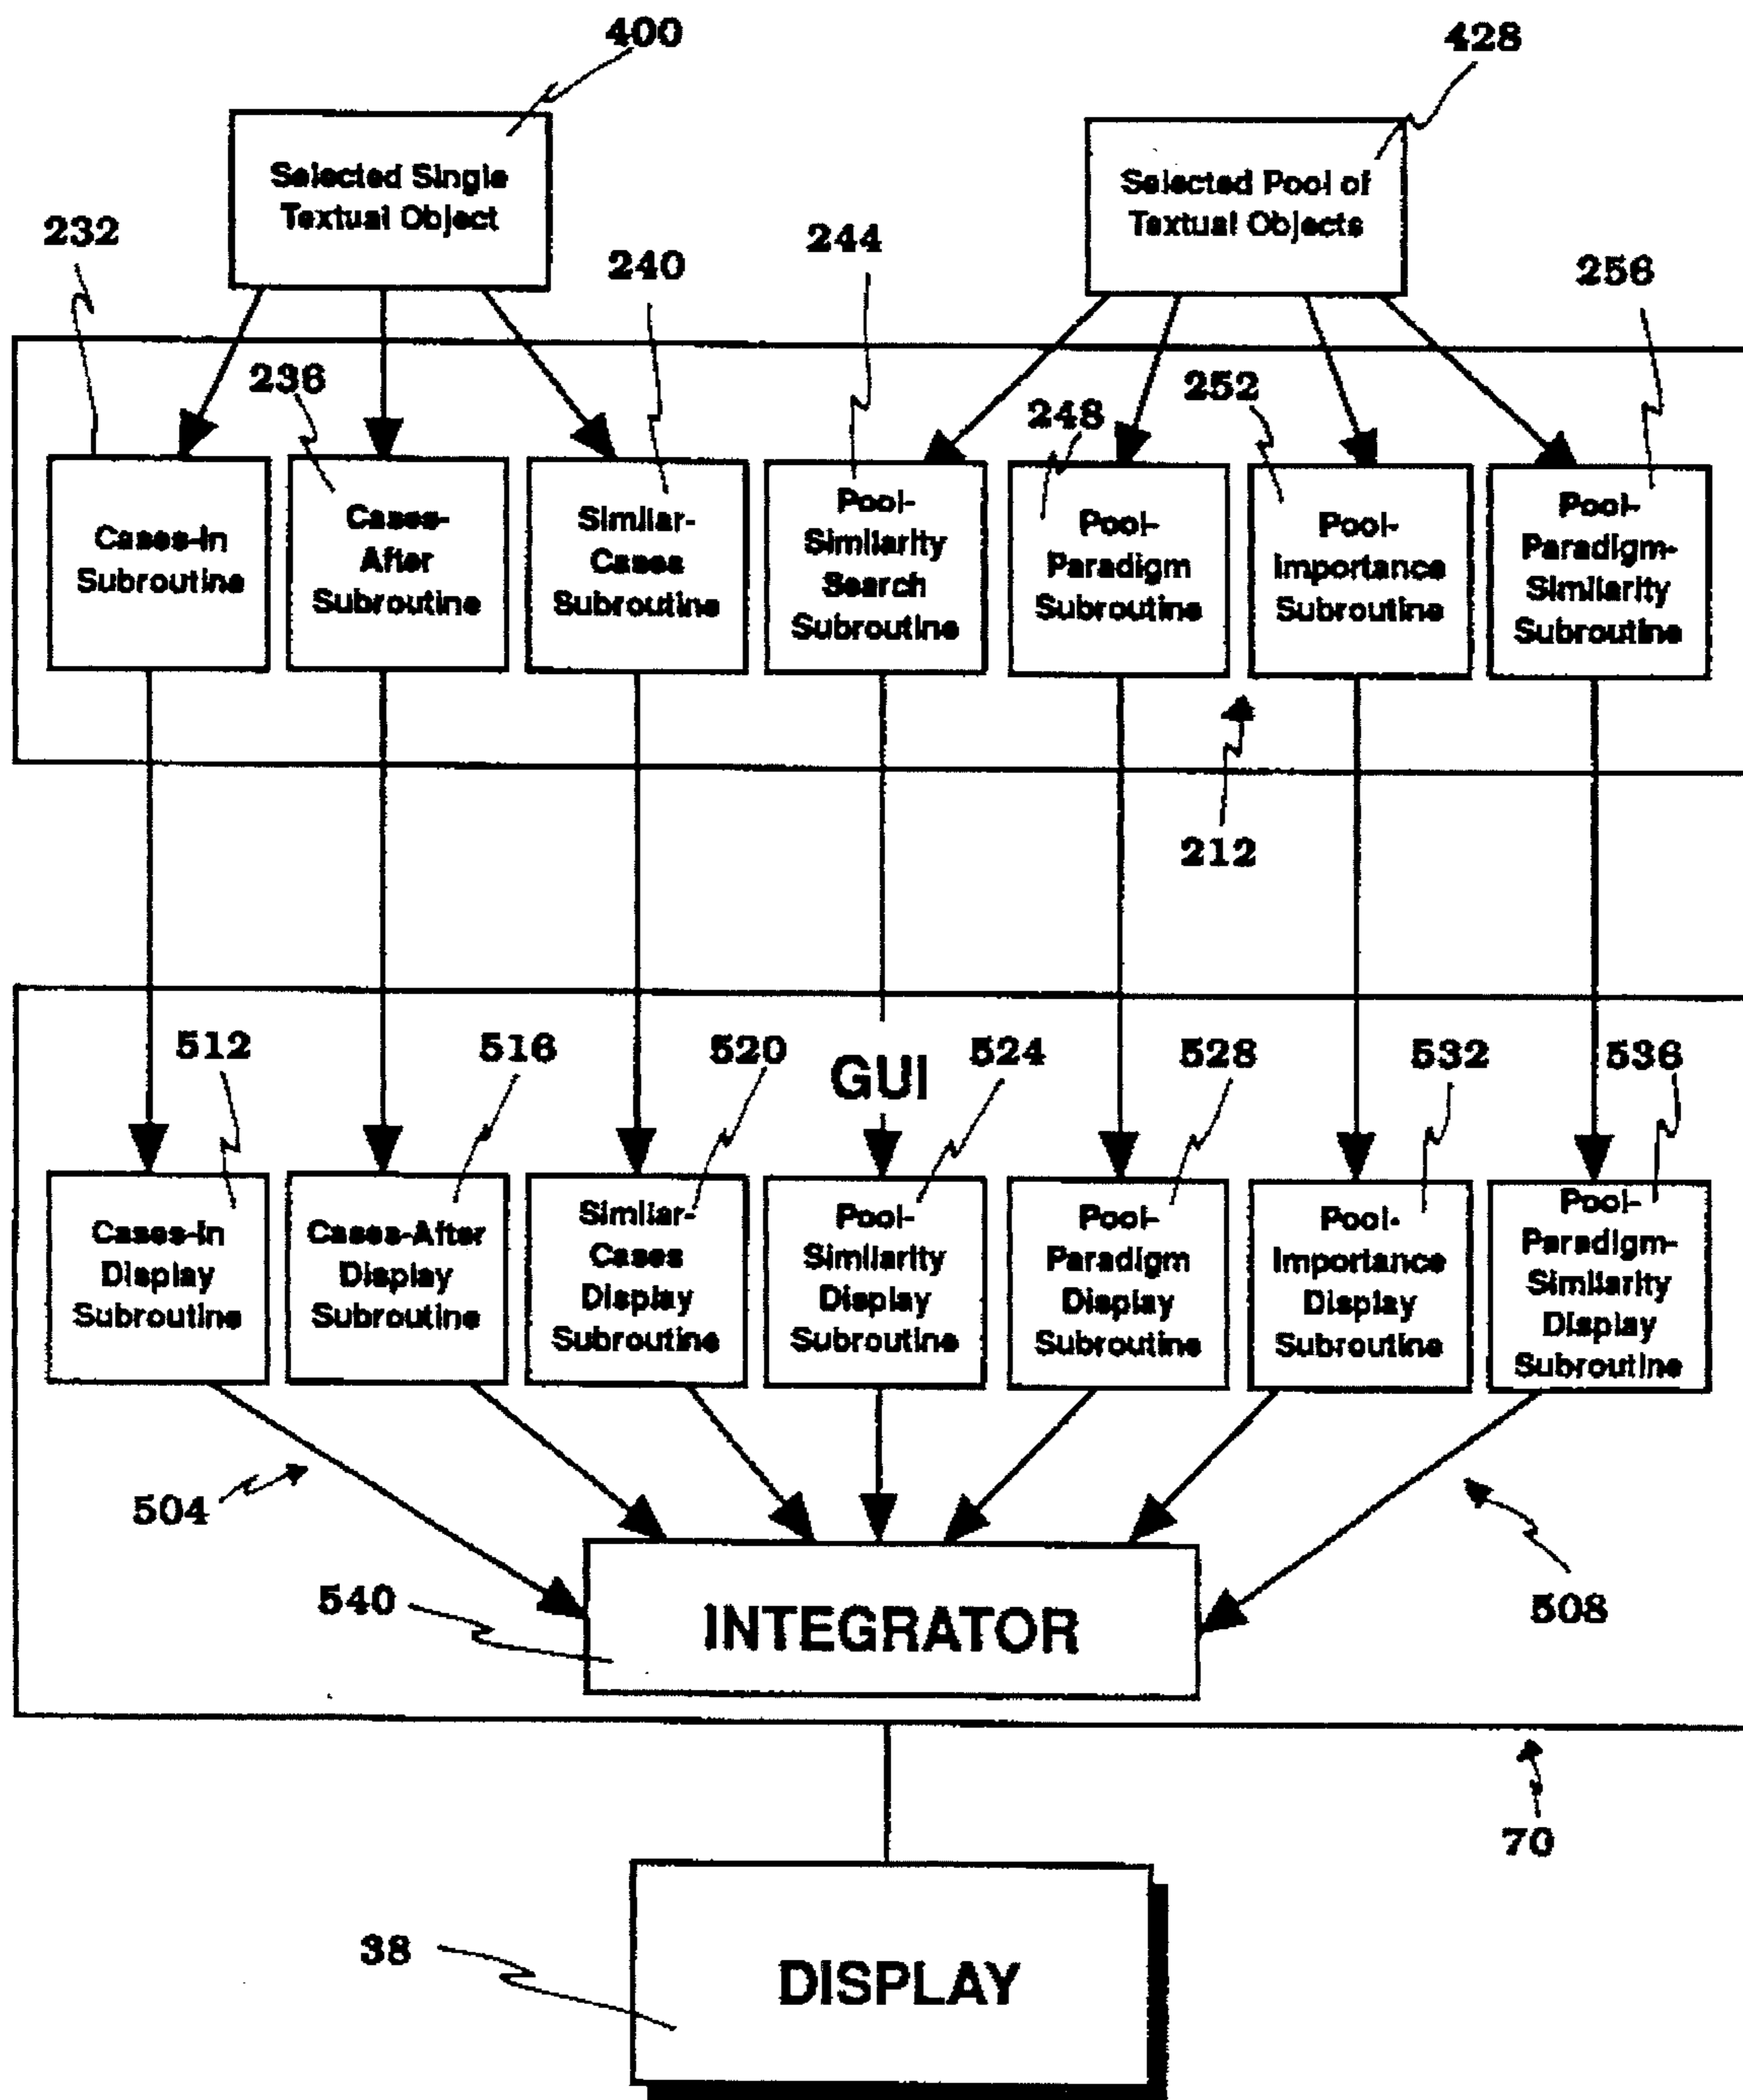 400
428
Selected Single
Textual Object
Selected Pool of
Textual Objects
232
240
244
256
236
248
252
Cases-In
Subroutine
Cases-
After
Subroutine
Similar-
Cases
Subroutine
Pool-
Similarity
Search
Subroutine
Pool-
Paradigm
Subroutine
Pool-
Importance
Subroutine
Pool-
Paradigm-
Similarity
Subroutine
212
GUI
512
516
520
524
528
532
536
Cases-In
Display
Subroutine
Cases-After
Display
Subroutine
Similar-
Cases
Display
Subroutine
Pool-
Similarity
Display
Subroutine
Pool-
Paradigm
Display
Subroutine
Pool-
Importance
Display
Subroutine
Pool-
Paradigm-
Similarity
Display
Subroutine
504
508
540
INTEGRATOR
70
38
DISPLAY